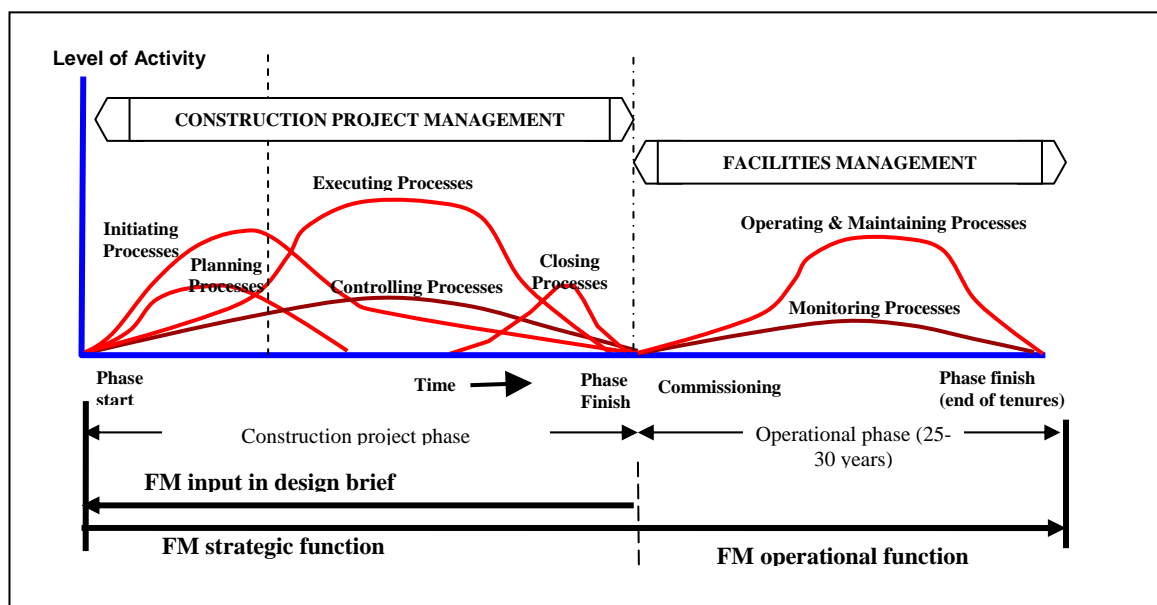 Level of Activity
CONSTRUCTION PROJECT MANAGEMENT
FACILITIES MANAGEMENT
Executing Processes
Initiating
Processes
Planning
Processes
Controlling Processes
Closing
Processes
Operating & Maintaining Processes
Monitoring Processes
Phase
start
Time
Phase
Finish
Commissioning
Phase finish
(end of tenures)
Construction project phase
Operational phase (25-
30 years)
FM input in design brief
FM strategic function
FM operational function